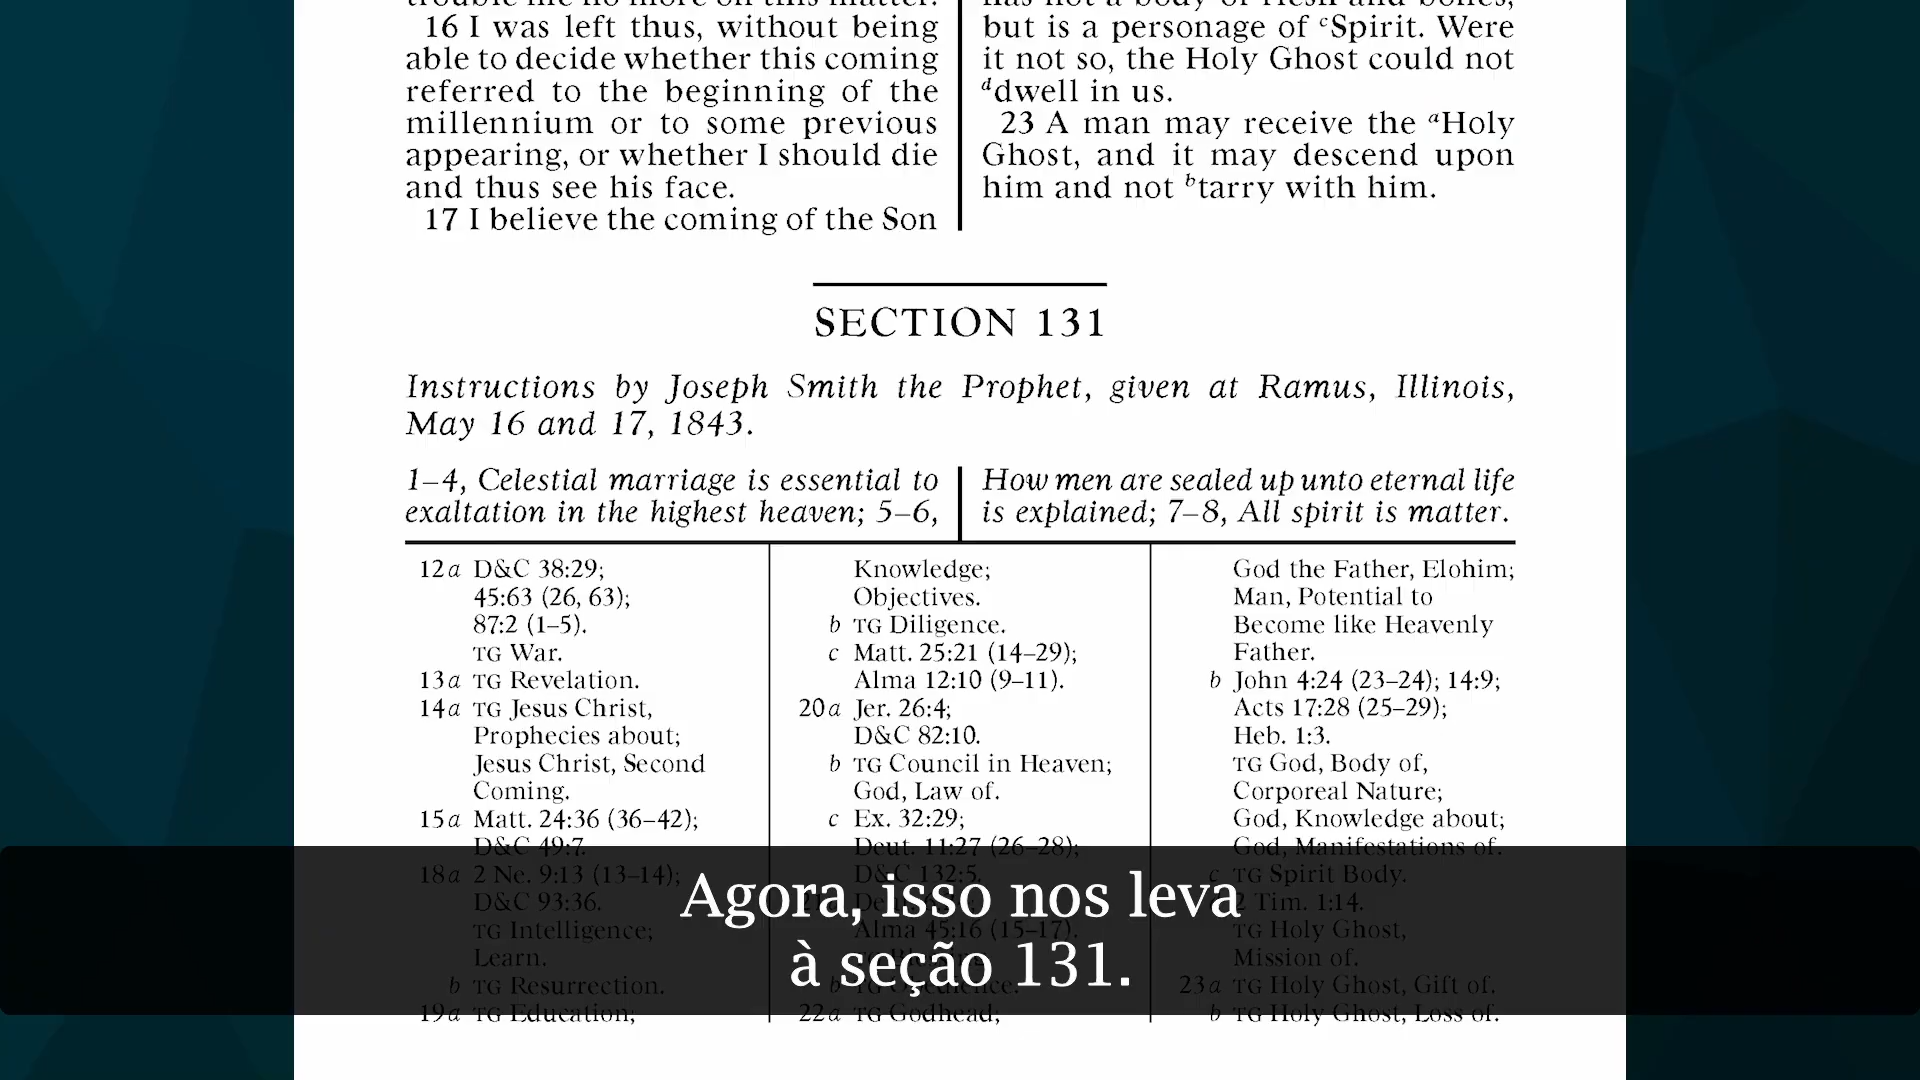 16 I was left thus, without being
able to decide whether this coming
referred to the beginning of the
millennium or to some previous
appearing, or whether I should die
and thus see his face.
17 I believe the coming of the Son
but is a personage of cSpirit. Were
it not so, the Holy Ghost could not
ddwell in us.
23 A man may receive the aHoly
Ghost, and it may descend upon
him and not btarry with him.
SECTION 131
Instructions by Joseph Smith the Prophet, given at Ramus, Illinois,
May 16 and 17, 1843.
1–4, Celestial marriage is essential to
exaltation in the highest heaven; 5–6,
How men are sealed up unto eternal life
is explained; 7–8, All spirit is matter.
12a D&C 38:29;
45:63 (26, 63);
87:2 (1–5).
TG War.
13a TG Revelation.
14a TG Jesus Christ,
Prophecies about;
Jesus Christ, Second
Coming.
15a Matt. 24:36 (36–42);
D&C 49:7.
18a 2 Ne. 9:13 (13–14);
D&C 93:36.
TG Intelligence;
Learn.
b TG Resurrection.
19a TG Education;
Knowledge;
Objectives.
b TG Diligence.
c Matt. 25:21 (14–29);
Alma 12:10 (9–11).
20a Jer. 26:4;
D&C 82:10.
b TG Council in Heaven;
God, Law of.
c Ex. 32:29;
Deut. 11:27 (26–28);
D&C 132:5.
Alma 45:16 (15–17).
22a TG Godhead;
God the Father, Elohim;
Man, Potential to
Become like Heavenly
Father.
b John 4:24 (23–24); 14:9;
Acts 17:28 (25–29);
Heb. 1:3.
TG God, Body of,
Corporeal Nature;
God, Knowledge about;
God, Manifestations of.
c TG Spirit Body.
Tim. 1:14.
TG Holy Ghost,
Mission of.
23a TG Holy Ghost, Gift of.
b TG Holy Ghost, Loss of.
Agora, isso nos leva
à seção 131.